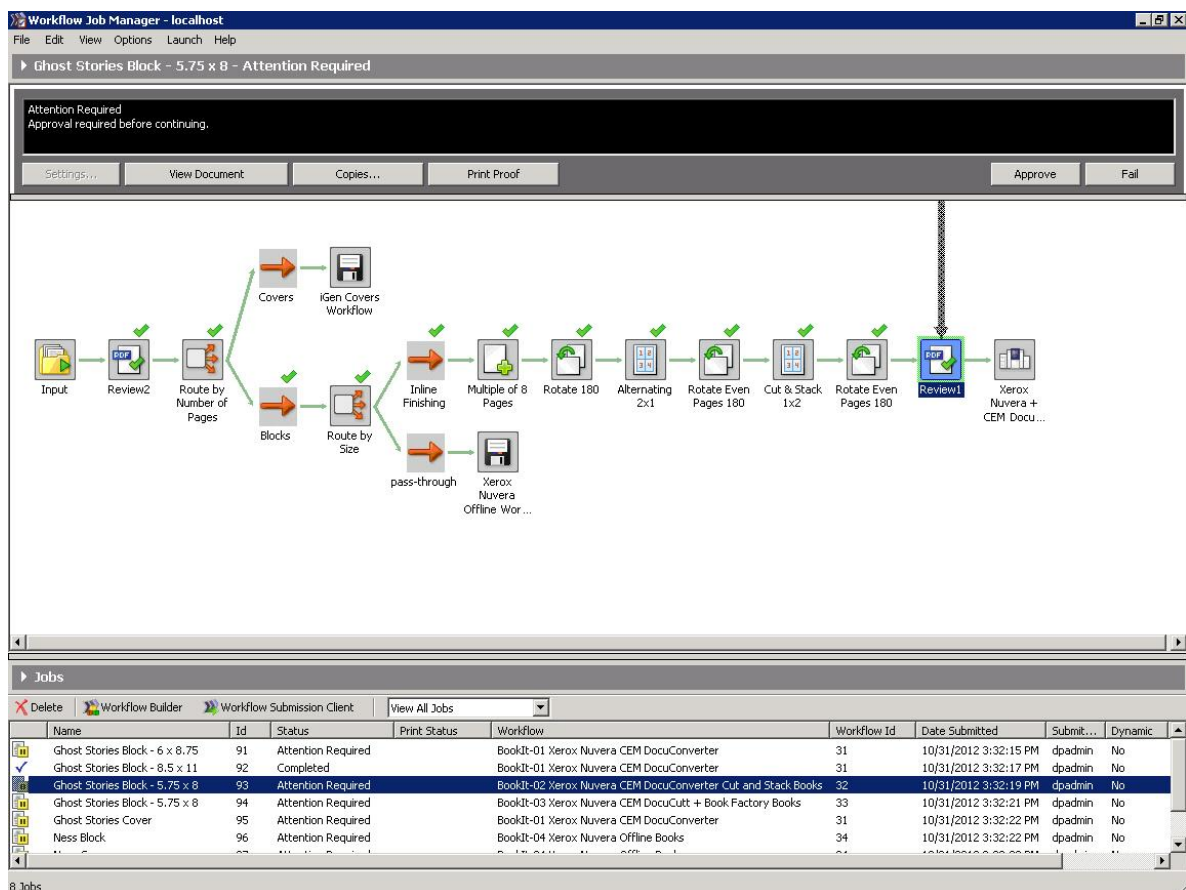 Workflow Job Manager - localhost
File Edit View Options Launch Help
Ghost Stories Block - 5.75 x 8 - Attention Required
Attention Required
Approval required before continuing.
Settings... View Document Copies... Print Proof Approve Fail
Covers
iGen Covers
Workflow
Input
Review2
Route by
Number of
Pages
Blocks
Route by
Size
Inline
Finishing
Multiple of 8
Pages
Rotate 180
Alternating
2x1
Rotate Even
Pages 180
Cut & Stack
1x2
Rotate Even
Pages 180
Review1
Xerox
Nuvera +
CEM Docu...
pass-through
Xerox
Nuvera
Offline Wor...
Jobs
Delete Workflow Builder Workflow Submission Client View All Jobs
Name Id Status Print Status Workflow Workflow Id Date Submitted Submit... Dynamic
Ghost Stories Block - 6 x 8.75 91 Attention Required BookIt-01 Xerox Nuvera CEM DocuConverter 31 10/31/2012 3:32:15 PM dpadmin No
Ghost Stories Block - 8.5 x 11 92 Completed BookIt-01 Xerox Nuvera CEM DocuConverter 31 10/31/2012 3:32:17 PM dpadmin No
Ghost Stories Block - 5.75 x 8 93 Attention Required BookIt-02 Xerox Nuvera CEM DocuConverter Cut and Stack Books 32 10/31/2012 3:32:19 PM dpadmin No
Ghost Stories Block - 5.75 x 8 94 Attention Required BookIt-03 Xerox Nuvera CEM DocuCutt + Book Factory Books 33 10/31/2012 3:32:21 PM dpadmin No
Ghost Stories Cover 95 Attention Required BookIt-01 Xerox Nuvera CEM DocuConverter 31 10/31/2012 3:32:22 PM dpadmin No
Ness Block 96 Attention Required BookIt-04 Xerox Nuvera Offline Books 34 10/31/2012 3:32:22 PM dpadmin No
8 Jobs